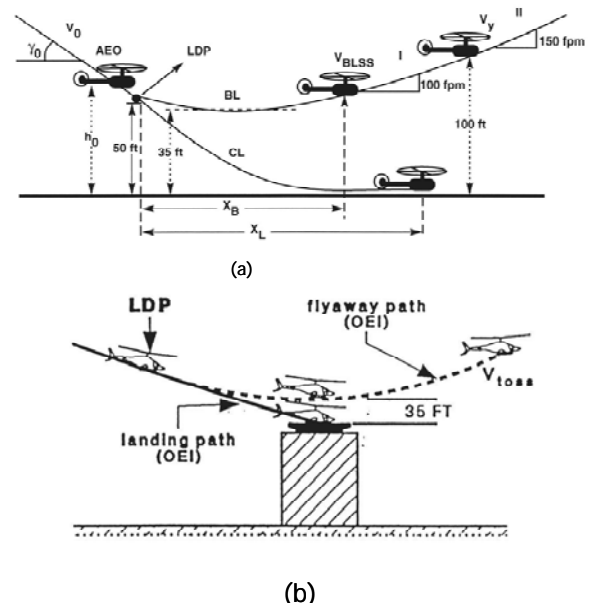 V0
γ0
AEO
LDP
BL
VBLSS
I
Vy
II
150 fpm
100 fpm
h0
50 ft
35 ft
CL
100 ft
XB
XL
(a)
LDP
flyaway path
(OEI)
Vtoss
35 FT
landing path
(OEI)
(b)